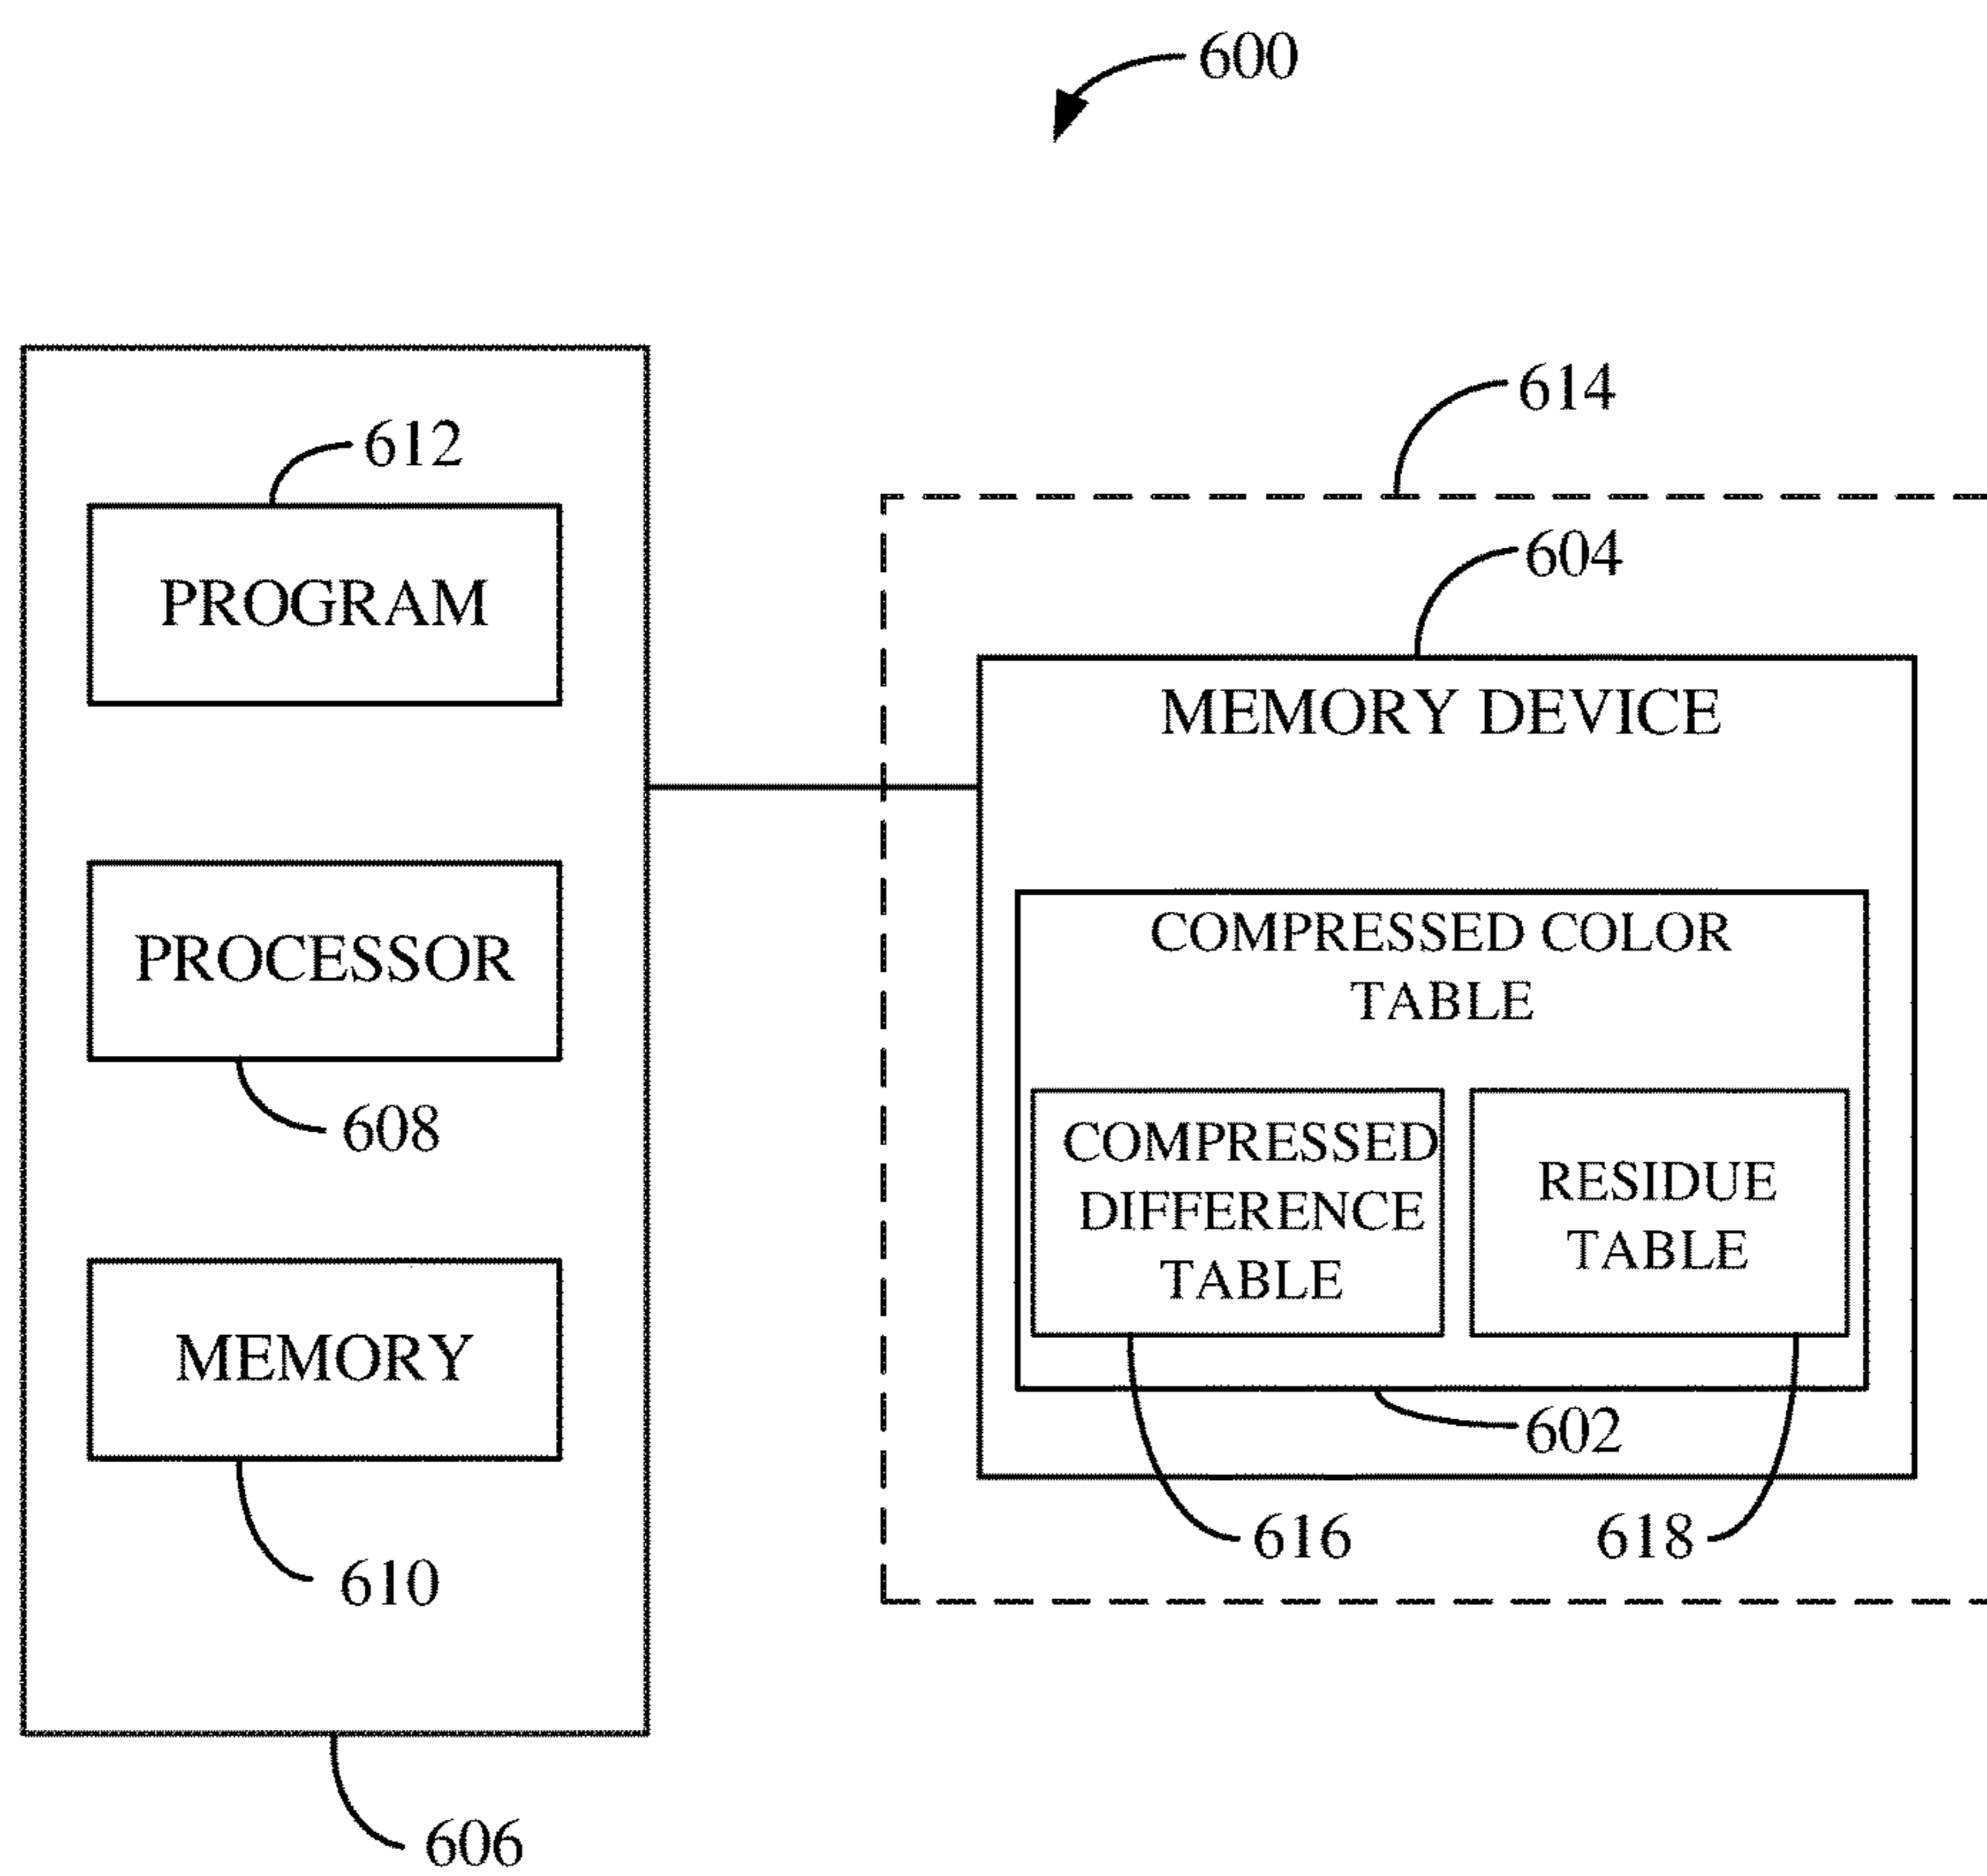 600
614
612
604
PROGRAM
MEMORY DEVICE
PROCESSOR
COMPRESSED COLOR
TABLE
608
COMPRESSED
DIFFERENCE
TABLE
RESIDUE
TABLE
MEMORY
602
616
618
610
606